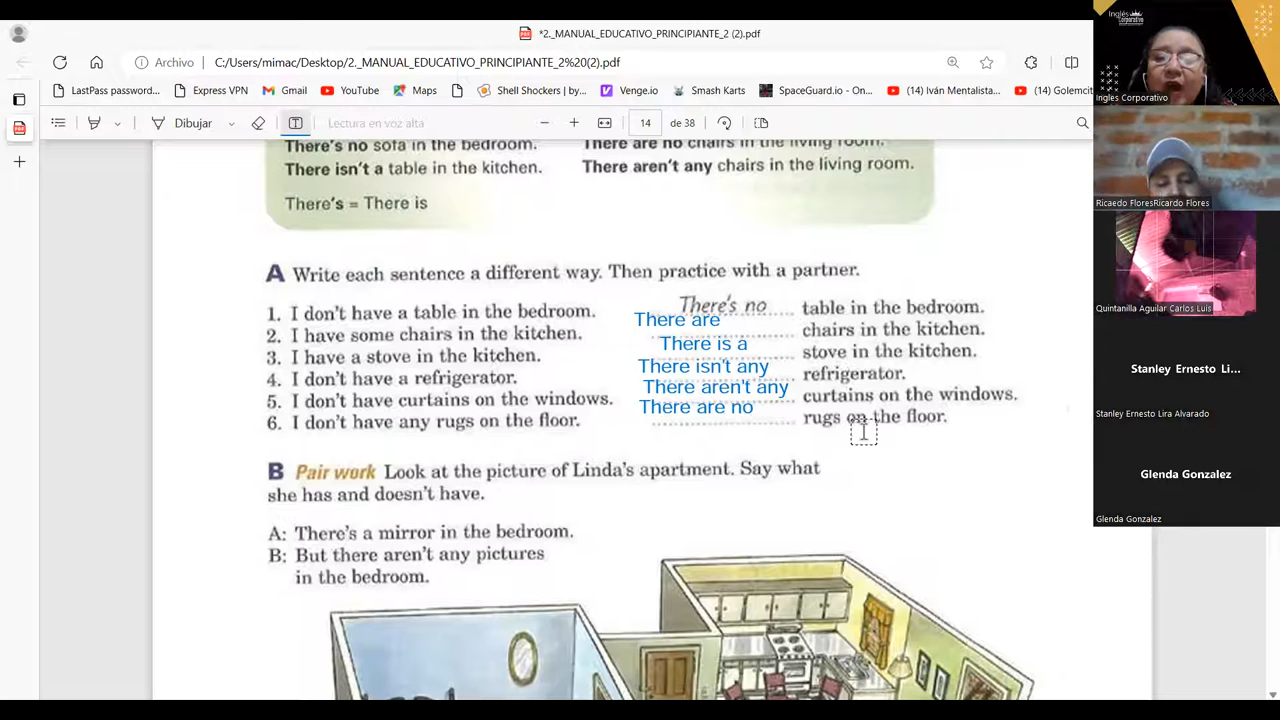 *2._MANUAL_EDUCATIVO_PRINCIPIANTE_2 (2).pdf
Archivo
C:/Users/mimac/Desktop/2._MANUAL_EDUCATIVO_PRINCIPIANTE_2%20(2).pdf
LastPass password...
Express VPN
Gmail
YouTube
Maps
Shell Shockers | by...
Venge.io
Smash Karts
SpaceGuard.io - On...
(14) Iván Mentalista...
(14) Golemcit
Dibujar
Lectura en voz alta
14
de 38
There's no sofa in the bedroom.
There are no chairs in the living room.
There isn't a table in the kitchen.
There aren't any chairs in the living room.
There's = There is
A Write each sentence a different way. Then practice with a partner.
1. I don't have a table in the bedroom. There's no table in the bedroom.
2. I have some chairs in the kitchen. There are chairs in the kitchen.
3. I have a stove in the kitchen. There is a stove in the kitchen.
4. I don't have a refrigerator. There isn't any refrigerator.
5. I don't have curtains on the windows. There aren't any curtains on the windows.
6. I don't have any rugs on the floor. There are no rugs on the floor.
B Pair work Look at the picture of Linda's apartment. Say what
she has and doesn't have.
A: There's a mirror in the bedroom.
B: But there aren't any pictures
in the bedroom.
Inglés
Corporativo
Inglés Corporativo
Ricaedo FloresRicardo Flores
Quintanilla Aguilar Carlos Luis
Stanley Ernesto Li...
Stanley Ernesto Lira Alvarado
Glenda Gonzalez
Glenda Gonzalez